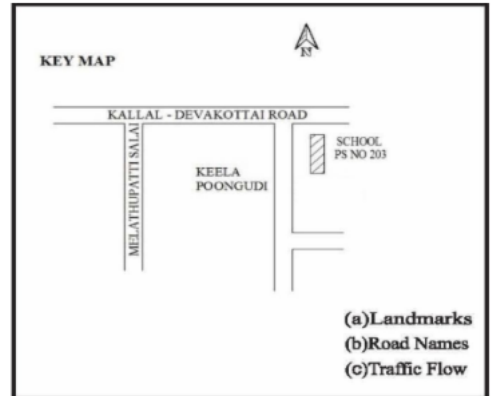 N
KEY MAP
KALLAL - DEVAKOTTAI ROAD
MELATHUPATTI SALAI
KEELA
POONGUDI
SCHOOL
PS NO 203
(a)Landmarks
(b)Road Names
(c)Traffic Flow